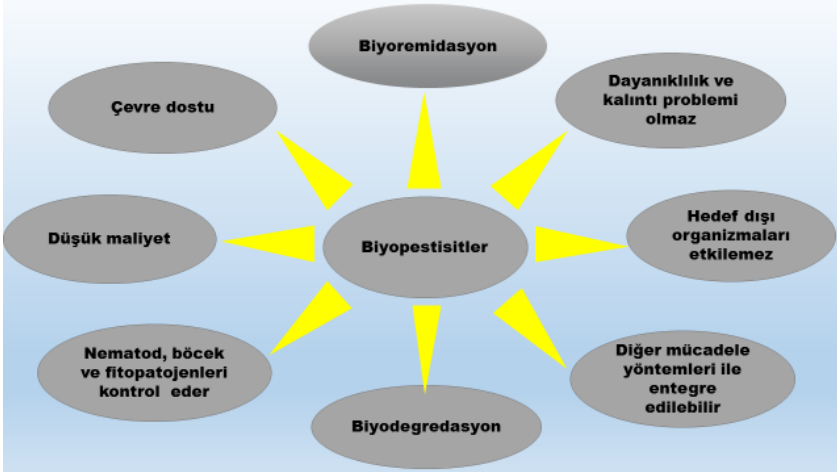 Biyoremidasyon
Dayanıklılık ve
kalıntı problemi
olmaz
Çevre dostu
Hedef dışı
organizmaları
etkilemez
Düşük maliyet
Biyopestisitler
Nematod, böcek
ve fitopatojenleri
kontrol eder
Diğer mücadele
yöntemleri ile
entegre
edilebilir
Biyodegredasyon